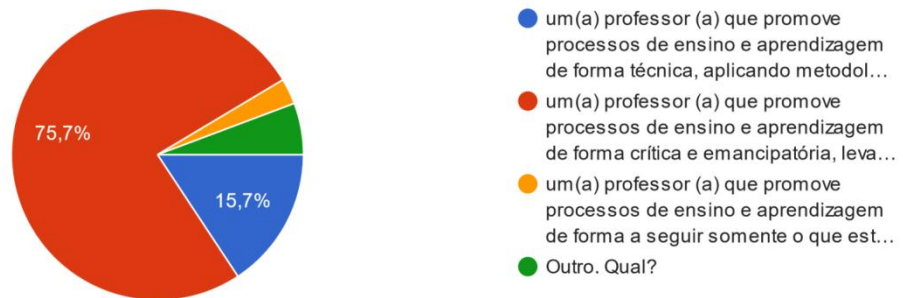 75,7%
15,7%
um(a) professor (a) que promove
processos de ensino e aprendizagem
de forma técnica, aplicando metodol…
um(a) professor (a) que promove
processos de ensino e aprendizagem
de forma crítica e emancipatória, leva…
um(a) professor (a) que promove
processos de ensino e aprendizagem
de forma a seguir somente o que est…
Outro. Qual?